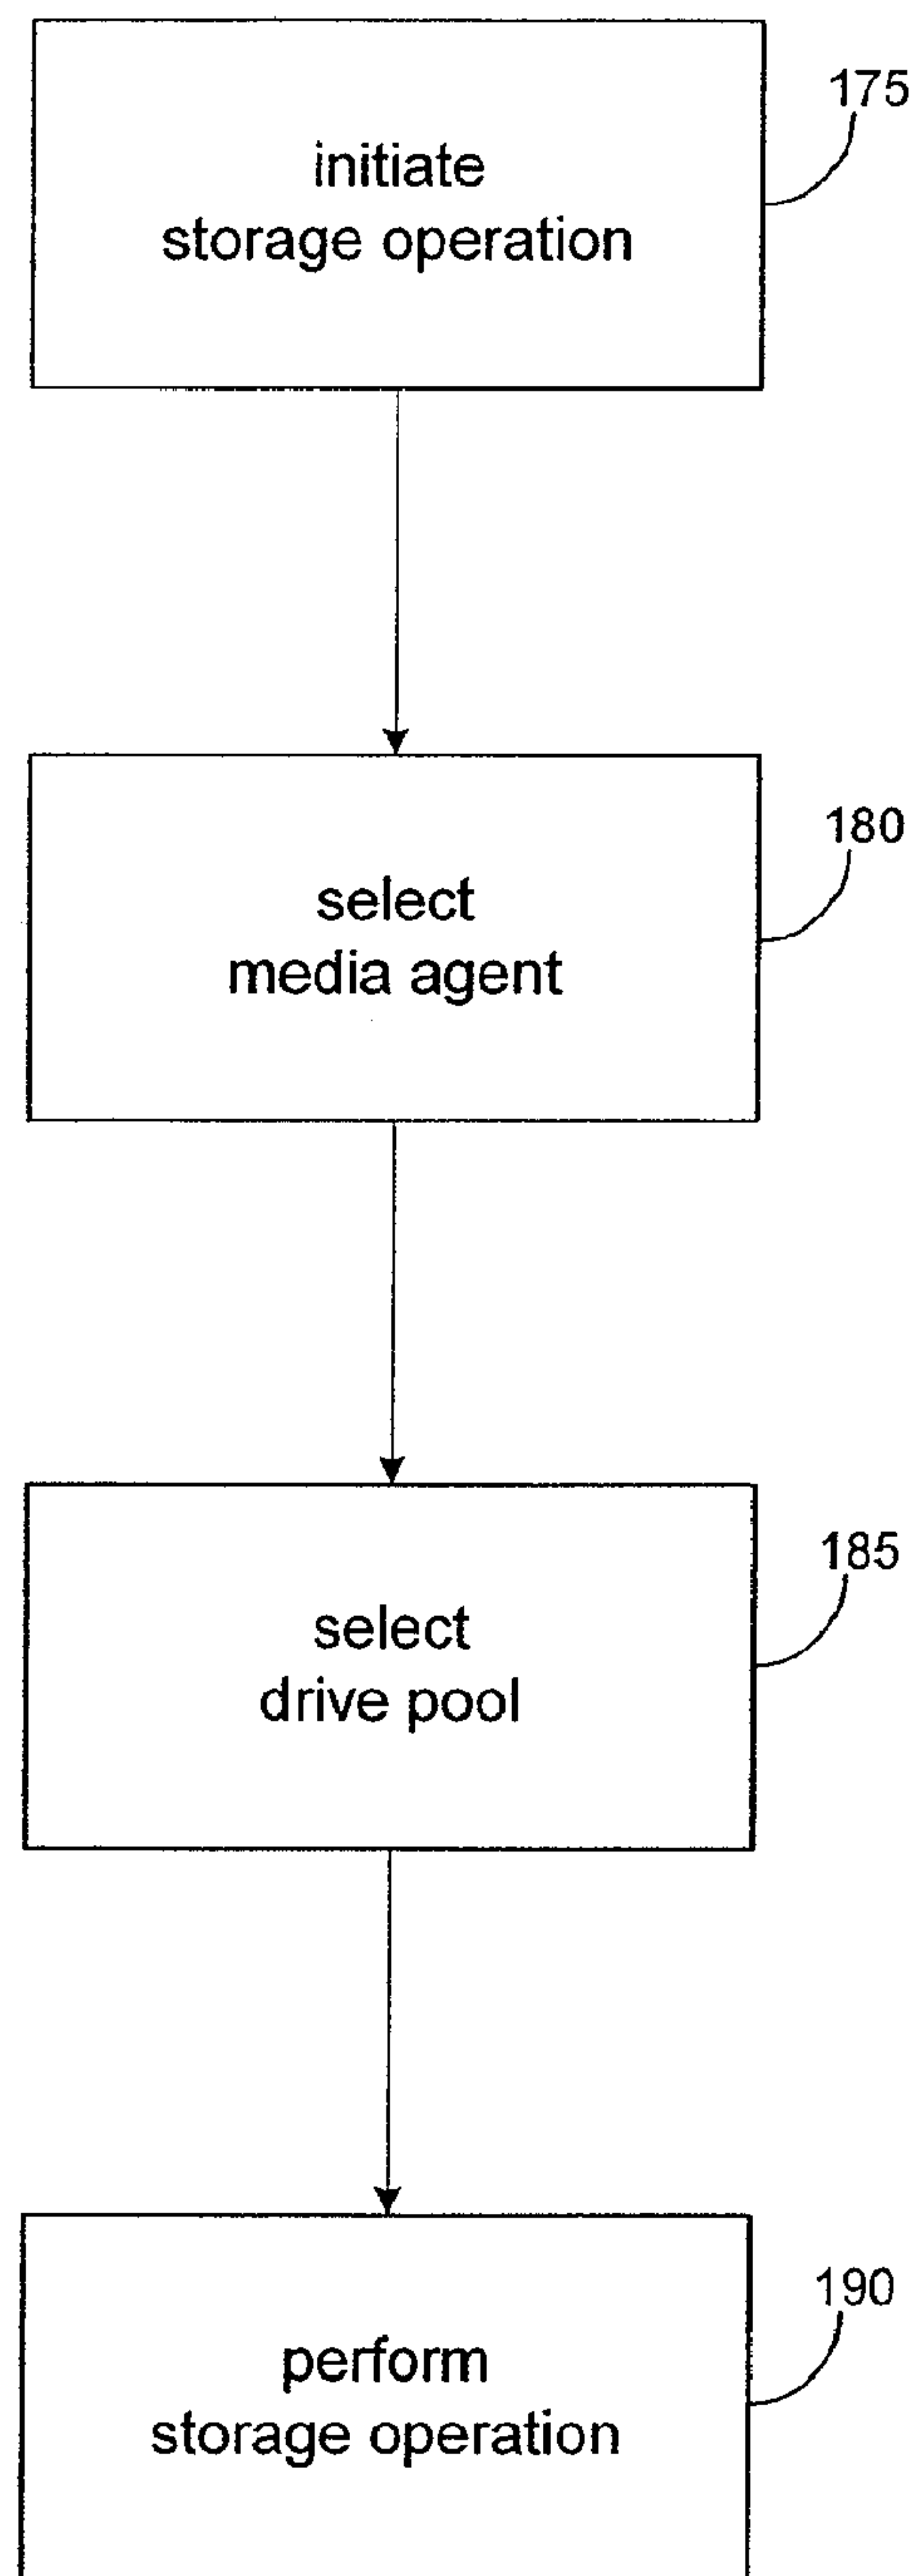 initiate
storage operation
175
select
media agent
180
select
drive pool
185
perform
storage operation
190